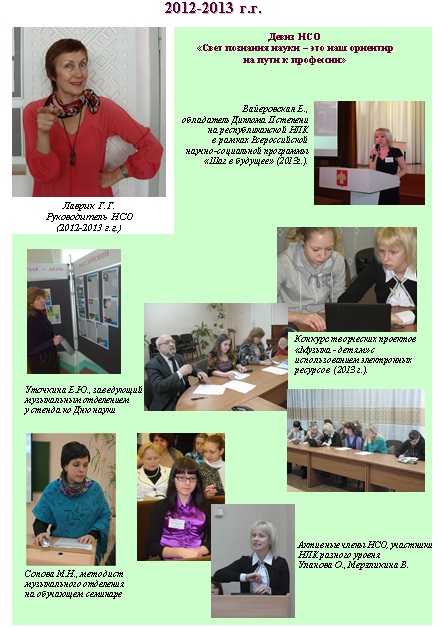 2012-2013 г.г.
Девиз НСО
«Свет познания науки – это наш ориентир
на пути к профессии»
Вайеровская Е.,
обладатель Диплома II степени
на республиканской НПК
в рамках Всероссийской
научно-социальной программы
«Шаг в будущее» (2013г.).
Лаврик Г.Г.
Руководитель НСО
(2012-2013 г.г.)
Конкурс творческих проектов
«Музыка - детям» с
использованием электронных
ресурсов (2013 г.).
Уточкина Е.Ю., заведующий
музыкальным отделением
у стенда ко Дню науки
Сопова М.Н., методист
музыкального отделения
на обучающем семинаре
Активные члены НСО, участники
НПК разного уровня
Упанова О., Мерзликина В.